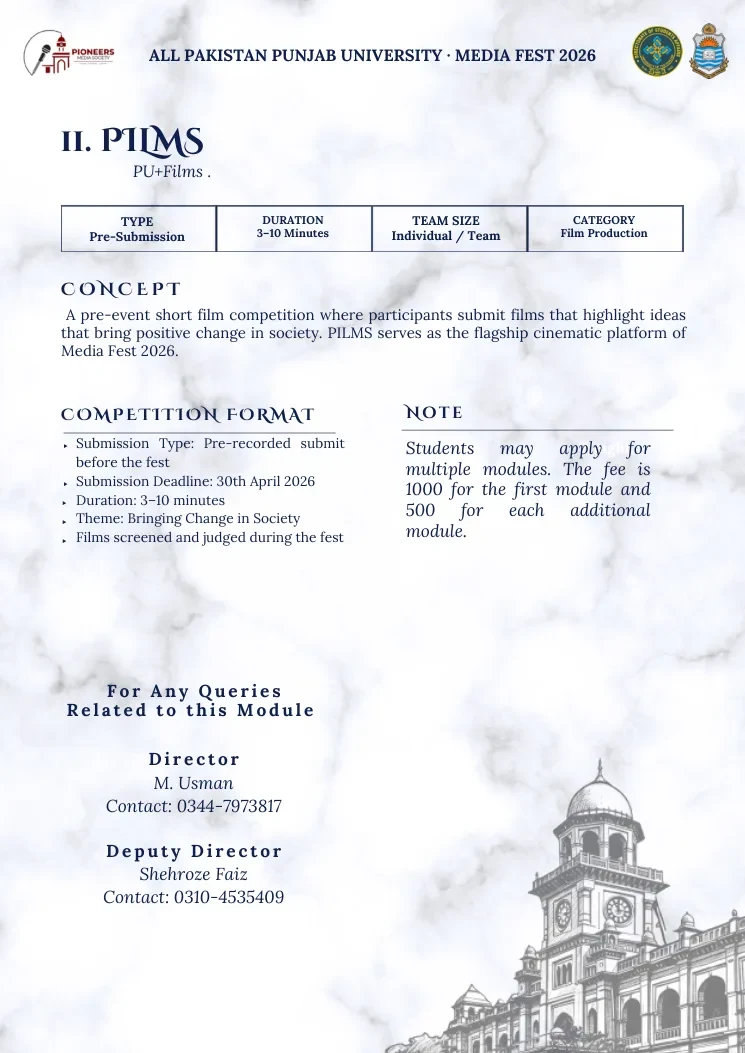 PIONEERS
MEDIA SOCIETY
ALL PAKISTAN PUNJAB UNIVERSITY · MEDIA FEST 2026
II. PILMS
PU+Films .
TYPE
Pre-Submission
DURATION
3–10 Minutes
TEAM SIZE
Individual / Team
CATEGORY
Film Production
CONCEPT
A pre-event short film competition where participants submit films that highlight ideas
that bring positive change in society. PILMS serves as the flagship cinematic platform of
Media Fest 2026.
COMPETITION FORMAT
Submission Type: Pre-recorded submit
before the fest
Submission Deadline: 30th April 2026
Duration: 3–10 minutes
Theme: Bringing Change in Society
Films screened and judged during the fest
NOTE
Students may apply for
multiple modules. The fee is
1000 for the first module and
500 for each additional
module.
For Any Queries
Related to this Module
Director
M. Usman
Contact: 0344-7973817
Deputy Director
Shehroze Faiz
Contact: 0310-4535409